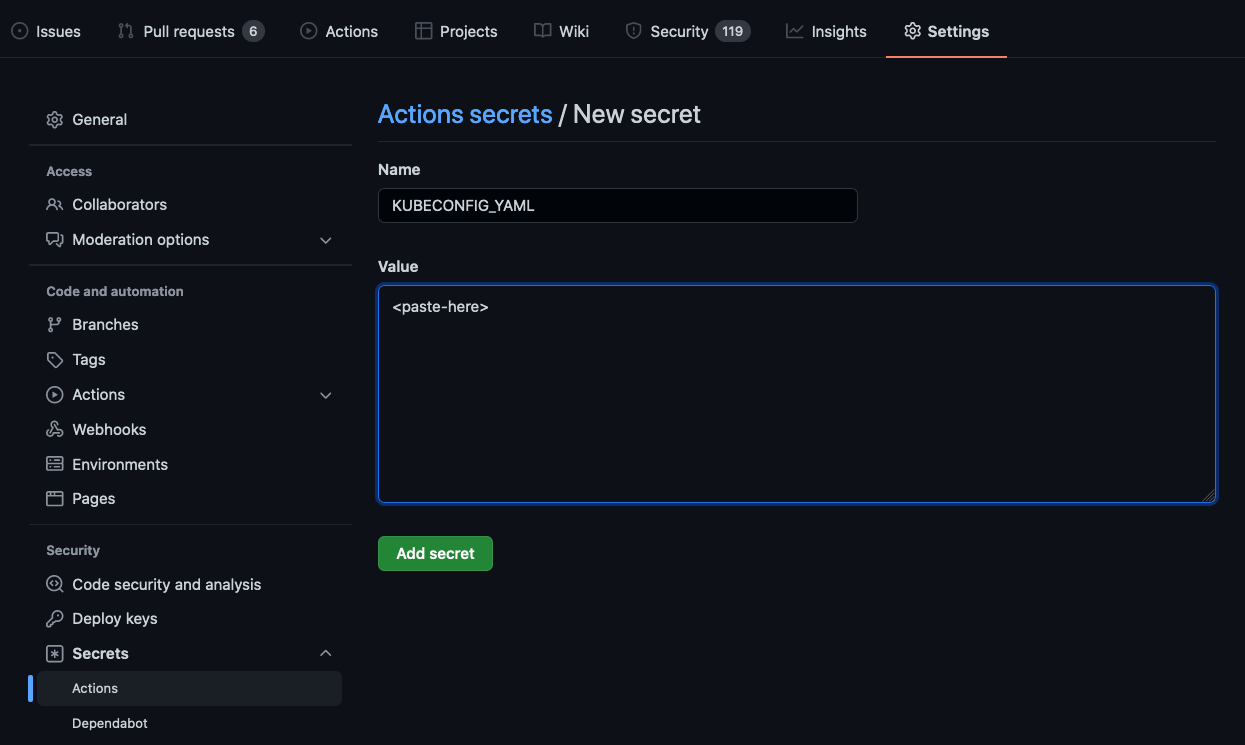 Issues Pull requests 6 Actions Projects Wiki Security 119 Insights Settings
General
Access
Collaborators
Moderation options
Code and automation
Branches
Tags
Actions
Webhooks
Environments
Pages
Security
Code security and analysis
Deploy keys
Secrets
Actions
Dependabot
Actions secrets / New secret
Name
KUBECONFIG_YAML
Value
<paste-here>
Add secret